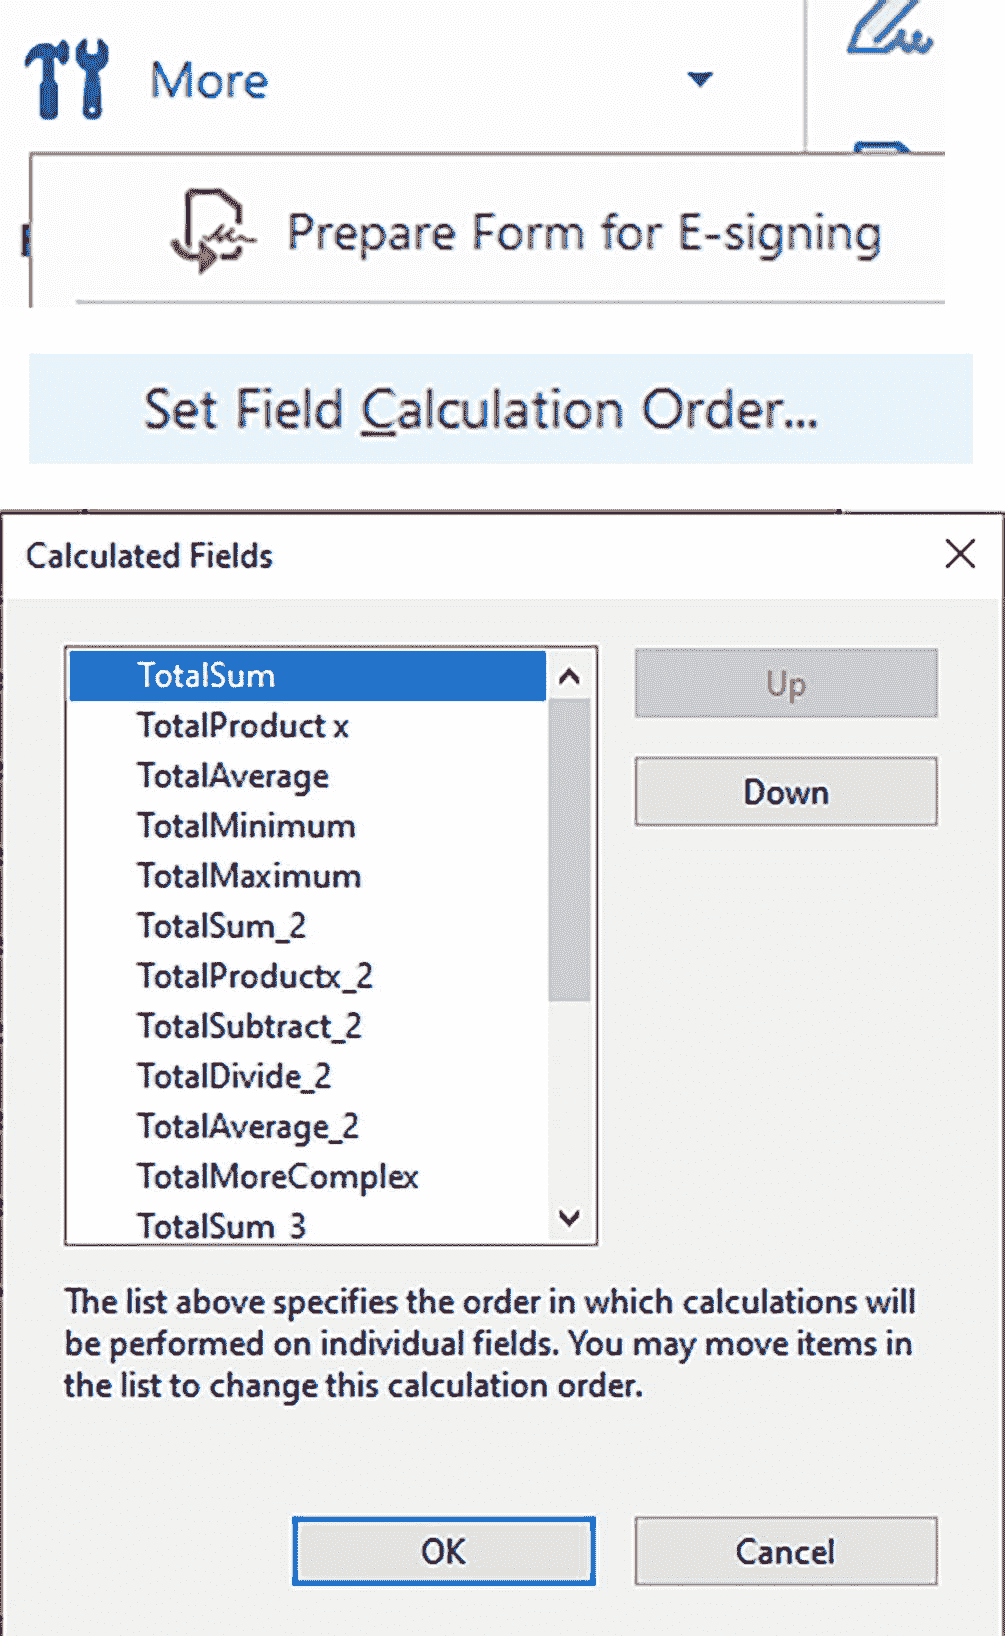 More
Prepare Form for E-signing
Set Field Calculation Order...
Calculated Fields
TotalSum
Up
TotalProduct x
TotalAverage
Down
TotalMinimum
TotalMaximum
TotalSum_2
TotalProductx_2
TotalSubtract_2
TotalDivide_2
TotalAverage_2
TotalMoreComplex
TotalSum_3
The list above specifies the order in which calculations will
be performed on individual fields. You may move items in
the list to change this calculation order.
OK
Cancel